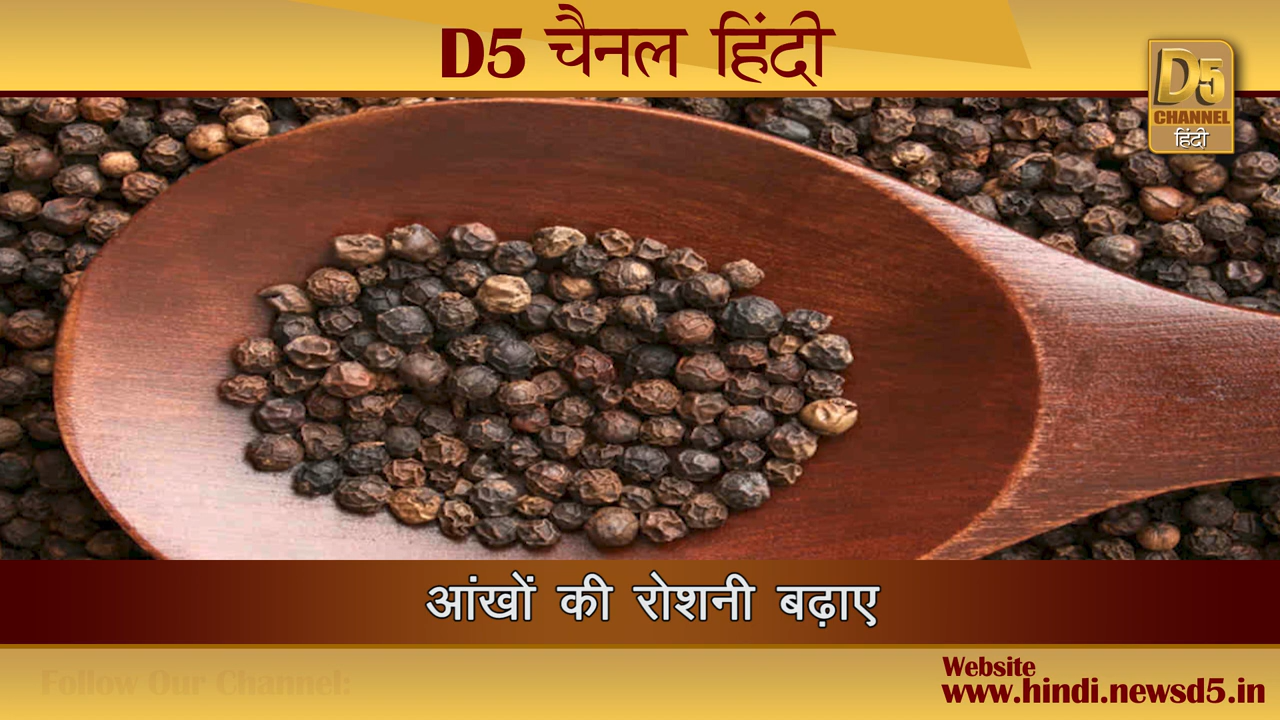 D5 चैनल हिंदी
D5
CHANNEL
हिंदी
आंखों की रोशनी बढ़ाए
Follow Our Channel:
Website
www.hindi.newsd5.in